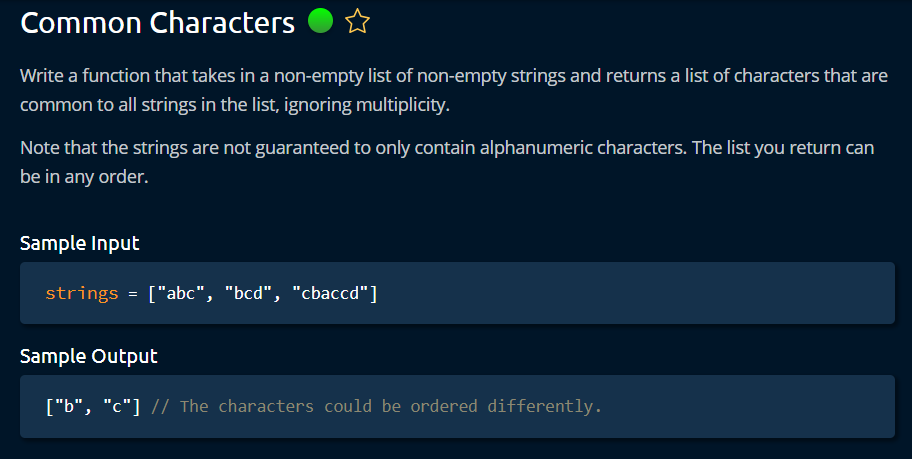 Common Characters
Write a function that takes in a non-empty list of non-empty strings and returns a list of characters that are
common to all strings in the list, ignoring multiplicity.
Note that the strings are not guaranteed to only contain alphanumeric characters. The list you return can
be in any order.
Sample Input
strings = ["abc", "bcd", "cbaccd"]
Sample Output
["b", "c"] // The characters could be ordered differently.